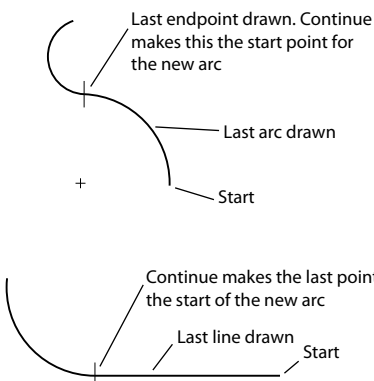 Last endpoint drawn. Continue
makes this the start point for
the new arc
Last arc drawn
Start
Continue makes the last point
the start of the new arc
Last line drawn
Start